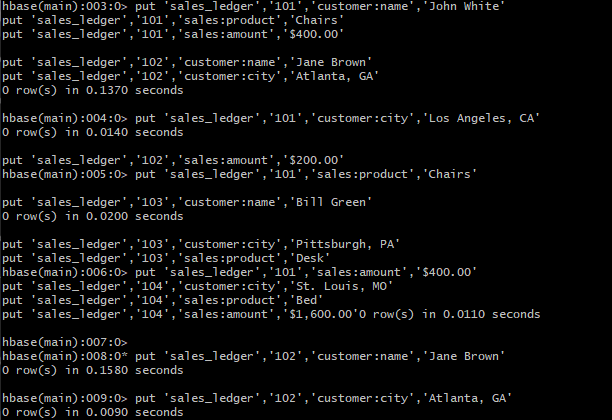 hbase(main):003:0> put 'sales_ledger','101','customer:name','John White'
put 'sales_ledger','101','sales:product','Chairs'
put 'sales_ledger','101','sales:amount','$400.00'
put 'sales_ledger','102','customer:name','Jane Brown'
put 'sales_ledger','102','customer:city','Atlanta, GA'
0 row(s) in 0.1370 seconds
hbase(main):004:0> put 'sales_ledger','101','customer:city','Los Angeles, CA'
0 row(s) in 0.0140 seconds
put 'sales_ledger','102','sales:amount','$200.00'
hbase(main):005:0> put 'sales_ledger','101','sales:product','Chairs'
put 'sales_ledger','103','customer:name','Bill Green'
0 row(s) in 0.0200 seconds
put 'sales_ledger','103','customer:city','Pittsburgh, PA'
put 'sales_ledger','103','sales:product','Desk'
hbase(main):006:0> put 'sales_ledger','101','sales:amount','$400.00'
put 'sales_ledger','104','customer:city','St. Louis, MO'
put 'sales_ledger','104','sales:product','Bed'
put 'sales_ledger','104','sales:amount','$1,600.00'0 row(s) in 0.0110 seconds
hbase(main):007:0>
hbase(main):008:0* put 'sales_ledger','102','customer:name','Jane Brown'
0 row(s) in 0.1580 seconds
hbase(main):009:0> put 'sales_ledger','102','customer:city','Atlanta, GA'
0 row(s) in 0.0090 seconds